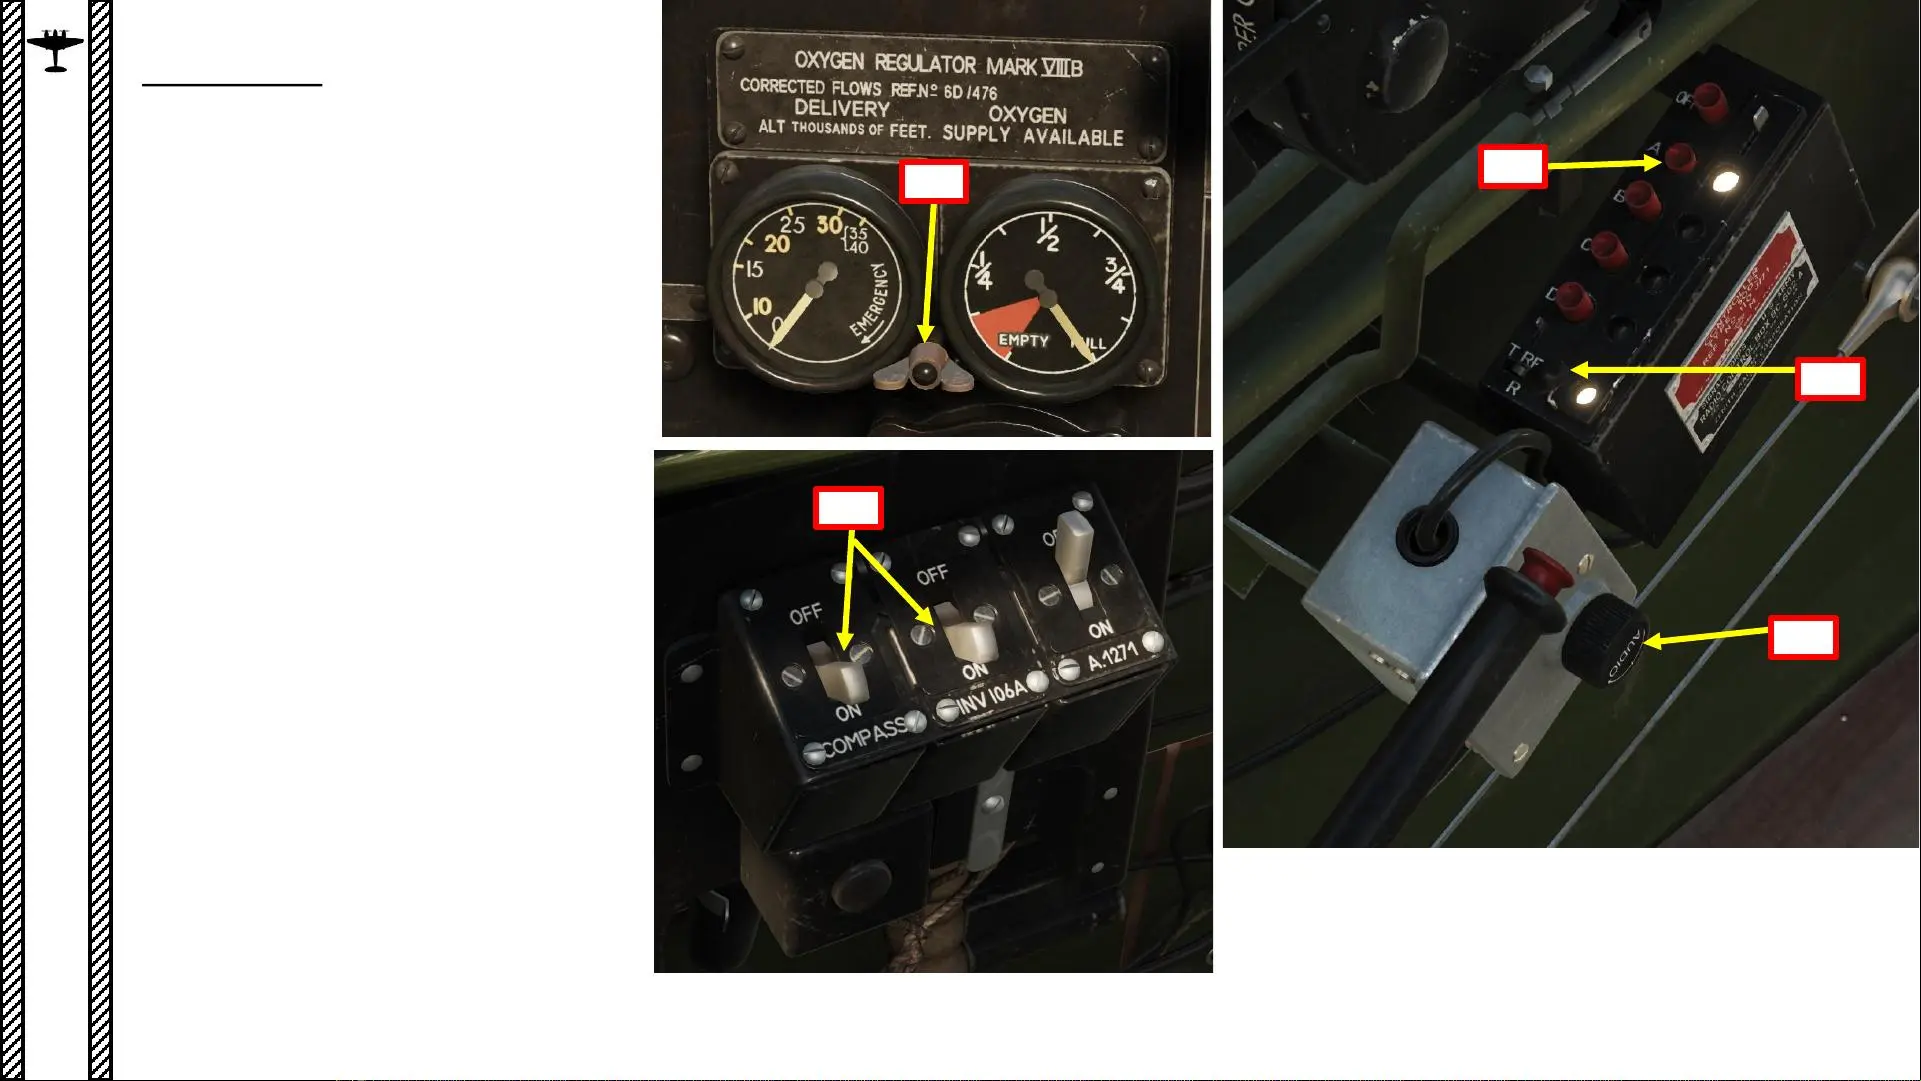 OXYGEN REGULATOR MARK VIIIB
CORRECTED FLOWS REF.Nº 6D/476
DELIVERY OXYGEN
ALT THOUSANDS OF FEET. SUPPLY AVAILABLE
0
10
15
20
25
30
35
40
EMERGENCY
1/4
1/2
3/4
EMPTY
OFF
ON
COMPASS
OFF
ON
INV 106A
ON
A.1271
A
B
C
D
T
R
AUDIO